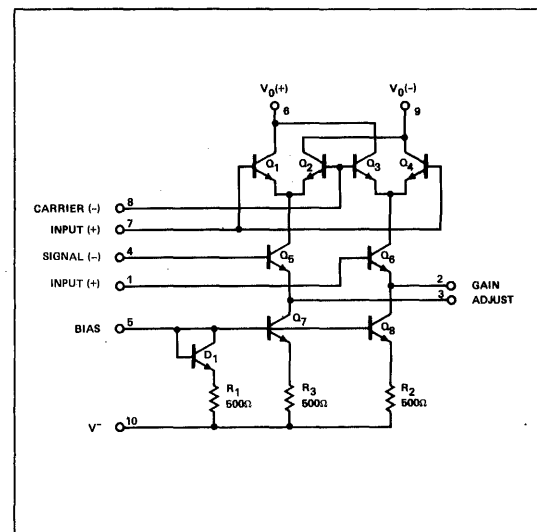 V0(+) V0(-)
6 9
Q1 Q2 Q3 Q4
CARRIER (-) 8
INPUT (+) 7
SIGNAL (-) 4 Q5 Q6
INPUT (+) 1
2 GAIN
3 ADJUST
BIAS 5 Q7 Q8
D1
R1 R3 R2
500Ω 500Ω 500Ω
V- 10